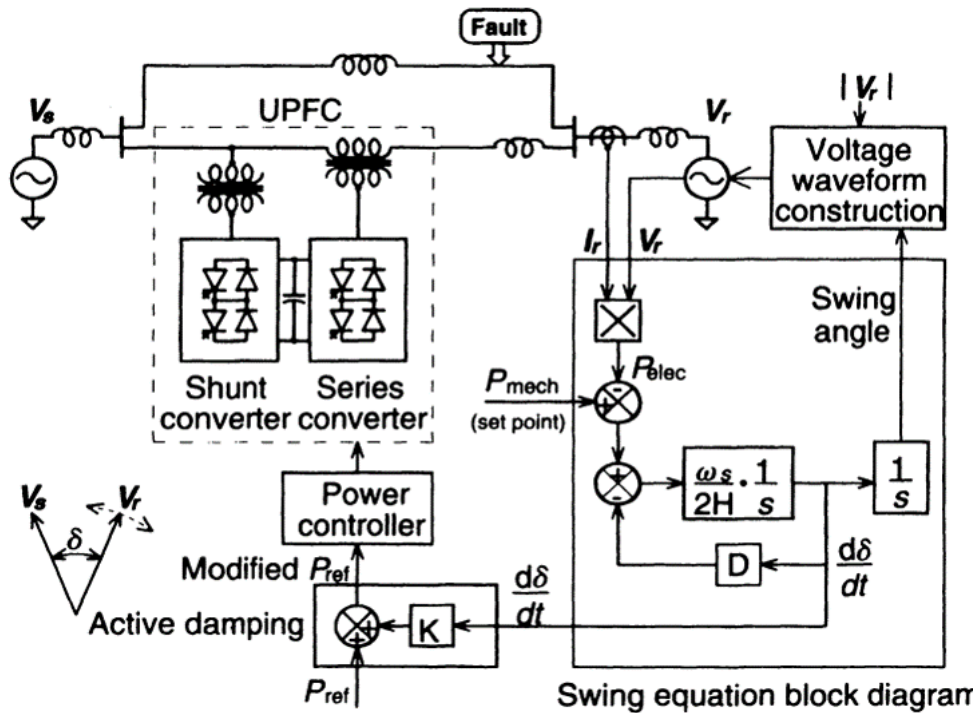 Fault
|Vr|
UPFC
Vs
Vr
Voltage
waveform
construction
Ir
Vr
Swing
angle
Shunt
converter
Series
converter
Pmech
(set point)
-
Pelec
+
+
-
ωs
2H
·
1
s
1
s
D
dδ
dt
Vs
Vr
δ
Power
controller
Modified Pref
dδ
dt
Active damping
+
+
K
Pref
Swing equation block diagram